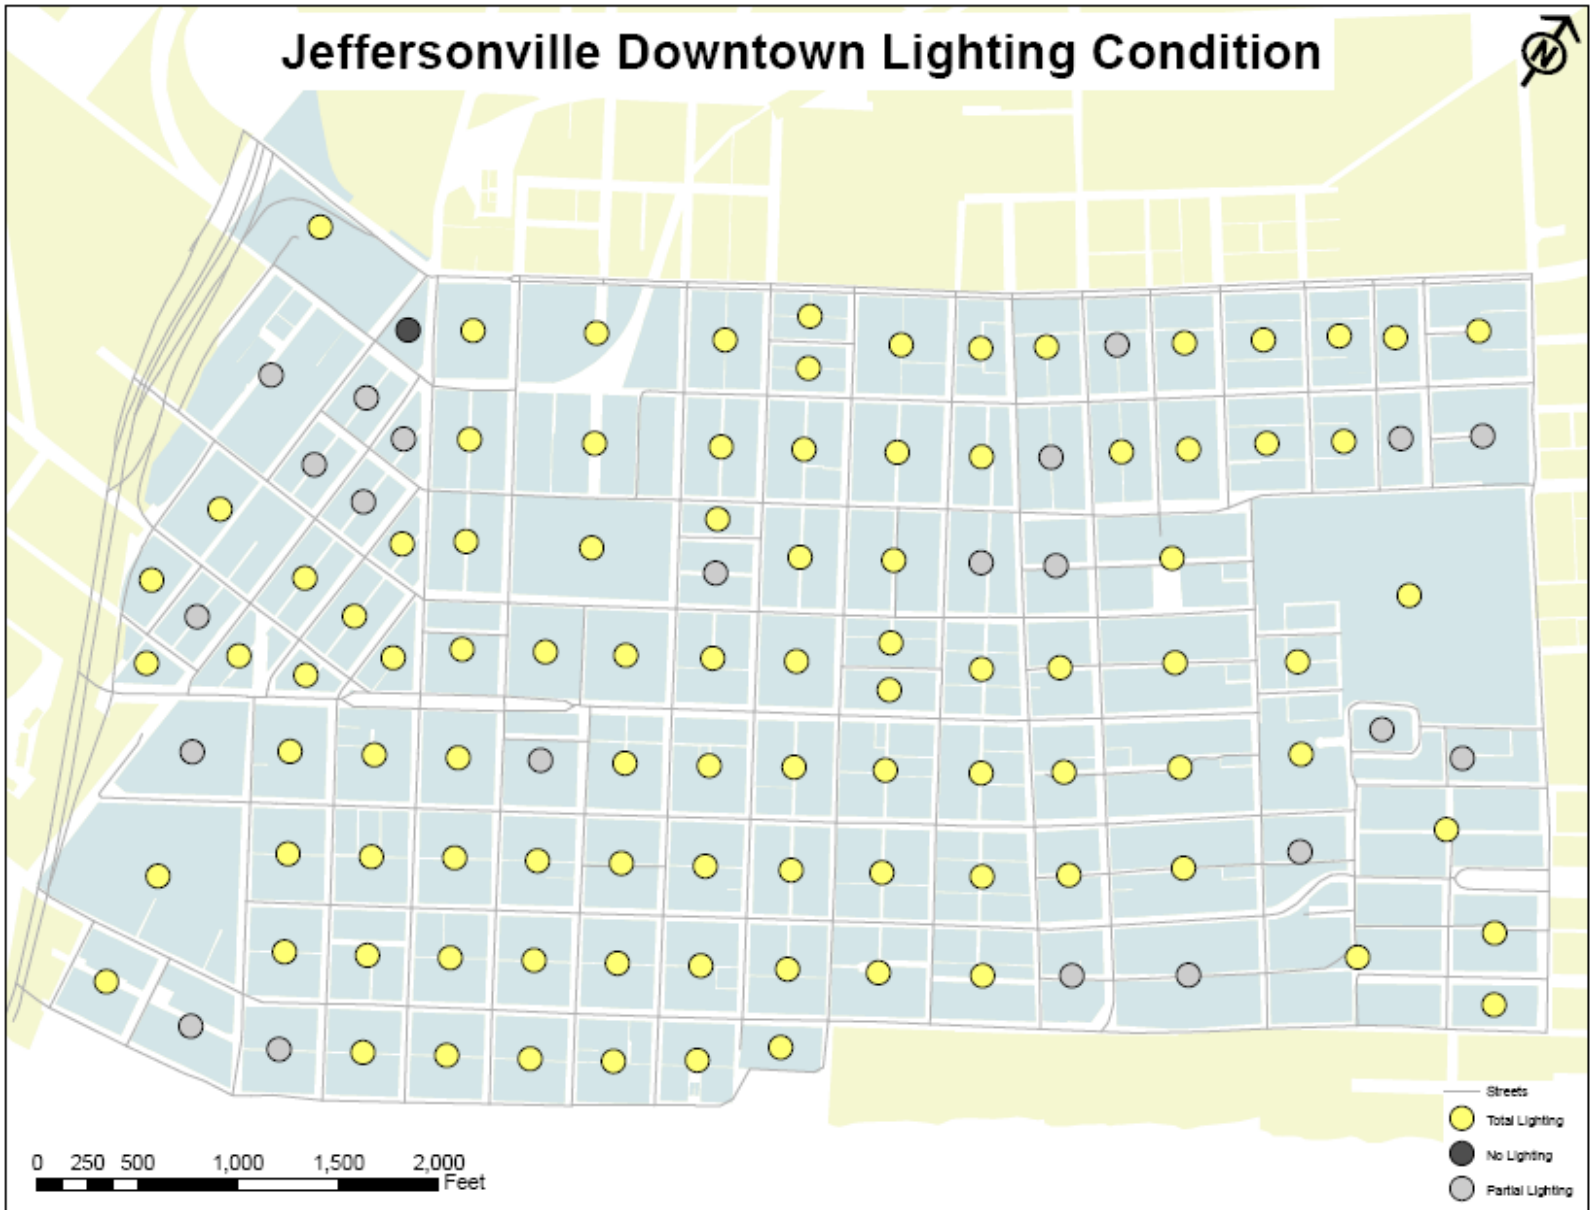 Jeffersonville Downtown Lighting Condition
N
Streets
Total Lighting
No Lighting
Partial Lighting
0 250 500 1,000 1,500 2,000
Feet